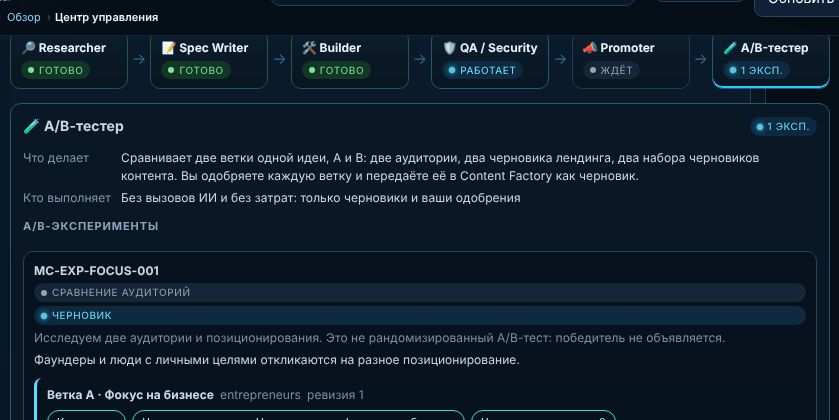 Обзор › Центр управления
Обновить
Researcher → Spec Writer → Builder → QA / Security → Promoter → A/B-тестер
ГОТОВО ГОТОВО ГОТОВО РАБОТАЕТ ЖДЁТ 1 ЭКСП.
A/B-тестер 1 ЭКСП.
Что делает Сравнивает две ветки одной идеи, A и B: две аудитории, два черновика лендинга, два набора черновиков
контента. Вы одобряете каждую ветку и передаёте её в Content Factory как черновик.
Кто выполняет Без вызовов ИИ и без затрат: только черновики и ваши одобрения
A/B-ЭКСПЕРИМЕНТЫ
MC-EXP-FOCUS-001
СРАВНЕНИЕ АУДИТОРИЙ
ЧЕРНОВИК
Исследуем две аудитории и позиционирования. Это не рандомизированный A/B-тест: победитель не объявляется.
Фаундеры и люди с личными целями откликаются на разное позиционирование.
Ветка A · Фокус на бизнесе entrepreneurs ревизия 1